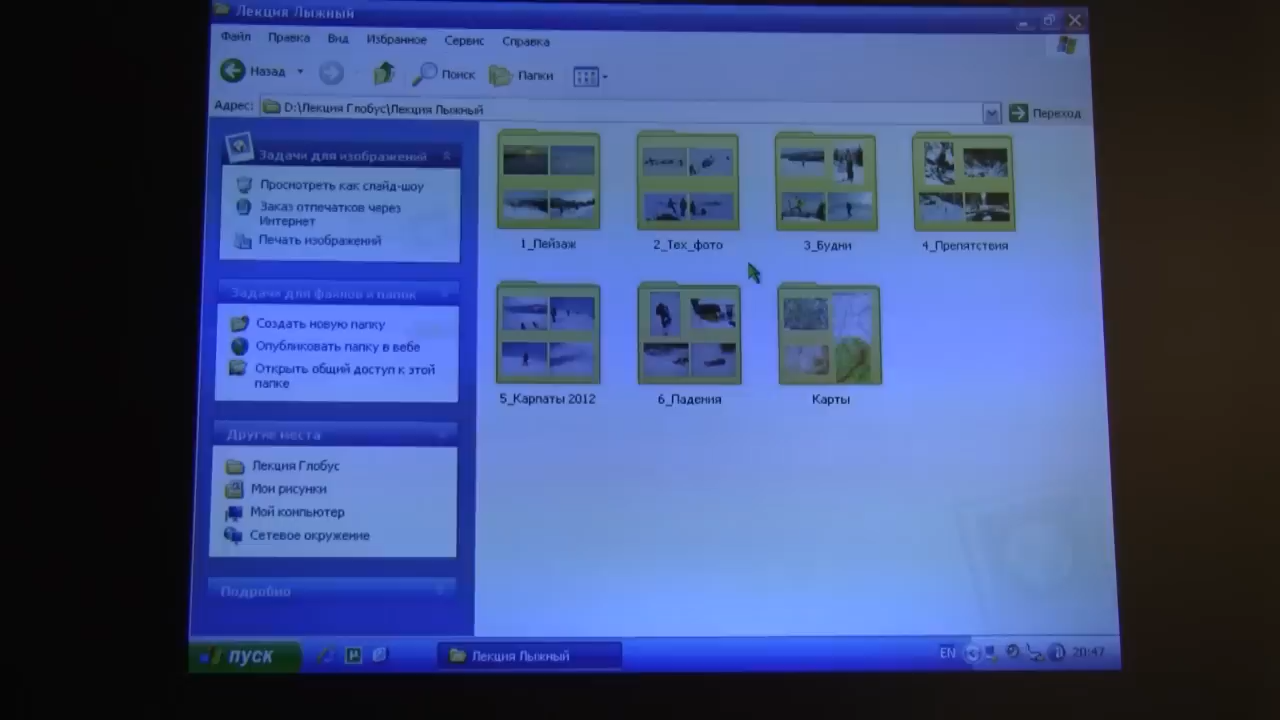 Лекция Лыжный
Файл Правка Вид Избранное Сервис Справка
Назад Поиск Папки
Адрес: D:\Лекция Глобус\Лекция Лыжный Переход
Задачи для изображений
Просмотреть как слайд-шоу
Заказ отпечатков через
Интернет
Печать изображений
Задачи для файлов и папок
Создать новую папку
Опубликовать папку в вебе
Открыть общий доступ к этой
папке
Другие места
Лекция Глобус
Мои рисунки
Мой компьютер
Сетевое окружение
Подробно
1_Пейзаж 2_Тех_фото 3_Будни 4_Препятствия
5_Карпаты 2012 6_Падения Карты
пуск Лекция Лыжный EN 20:47